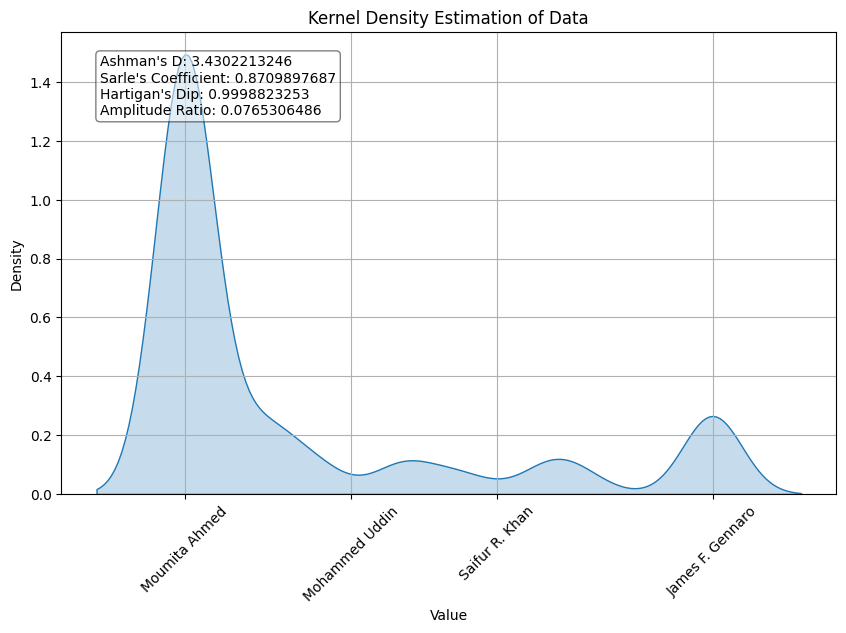 Kernel Density Estimation of Data
Ashman's D: 3.4302213246
Sarle's Coefficient: 0.8709897687
Hartigan's Dip: 0.9998823253
Amplitude Ratio: 0.0765306486
Density
1.4
1.2
1.0
0.8
0.6
0.4
0.2
0.0
Moumita Ahmed
Mohammed Uddin
Saifur R. Khan
James F. Gennaro
Value